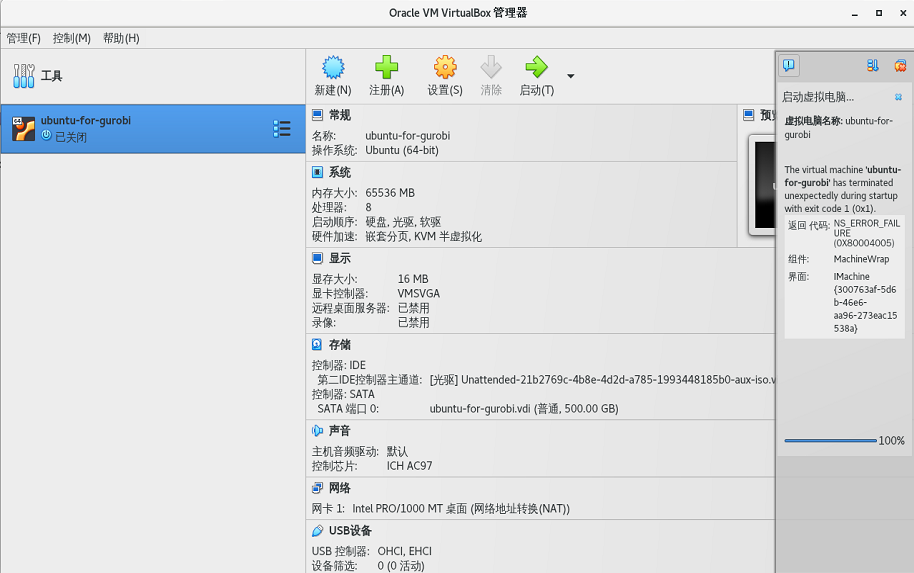 Oracle VM VirtualBox 管理器
管理(F) 控制(M) 帮助(H)
工具
新建(N) 注册(A) 设置(S) 清除 启动(T)
64
ubuntu-for-gurobi
已关闭
常规
名称: ubuntu-for-gurobi
操作系统: Ubuntu (64-bit)
系统
内存大小: 65536 MB
处理器: 8
启动顺序: 硬盘, 光驱, 软驱
硬件加速: 嵌套分页, KVM 半虚拟化
显示
显存大小: 16 MB
显卡控制器: VMSVGA
远程桌面服务器: 已禁用
录像: 已禁用
存储
控制器: IDE
第二IDE控制器主通道: [光驱] Unattended-21b2769c-4b8e-4d2d-a785-1993448185b0-aux-iso.v
控制器: SATA
SATA 端口 0: ubuntu-for-gurobi.vdi (普通, 500.00 GB)
声音
主机音频驱动: 默认
控制芯片: ICH AC97
网络
网卡 1: Intel PRO/1000 MT 桌面 (网络地址转换(NAT))
USB设备
USB 控制器: OHCI, EHCI
设备筛选: 0 (0 活动)
预
启动虚拟电脑...
虚拟电脑名称: ubuntu-for-
gurobi
The virtual machine 'ubuntu-
for-gurobi' has terminated
unexpectedly during startup
with exit code 1 (0x1).
返回 代码: NS_ERROR_FAIL
URE
(0X80004005)
组件: MachineWrap
界面: IMachine
{300763af-5d6
b-46e6-
aa96-273eac15
538a}
100%